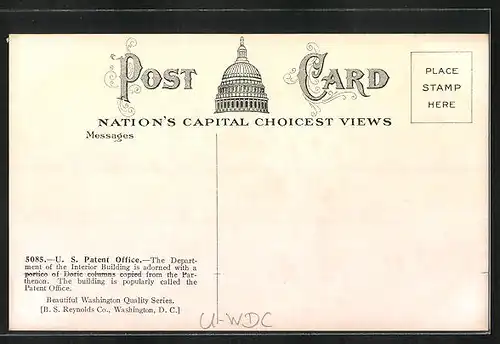 POST CARD
NATION'S CAPITAL CHOICEST VIEWS
PLACE
STAMP
HERE
Messages
5085.—U. S. Patent Office.—The Depart-
ment of the Interior Building is adorned with a
portico of Doric columns copied from the Par-
thenon. The building is popularly called the
Patent Office.
Beautiful Washington Quality Series.
[B. S. Reynolds Co., Washington, D. C.]
U-WDC